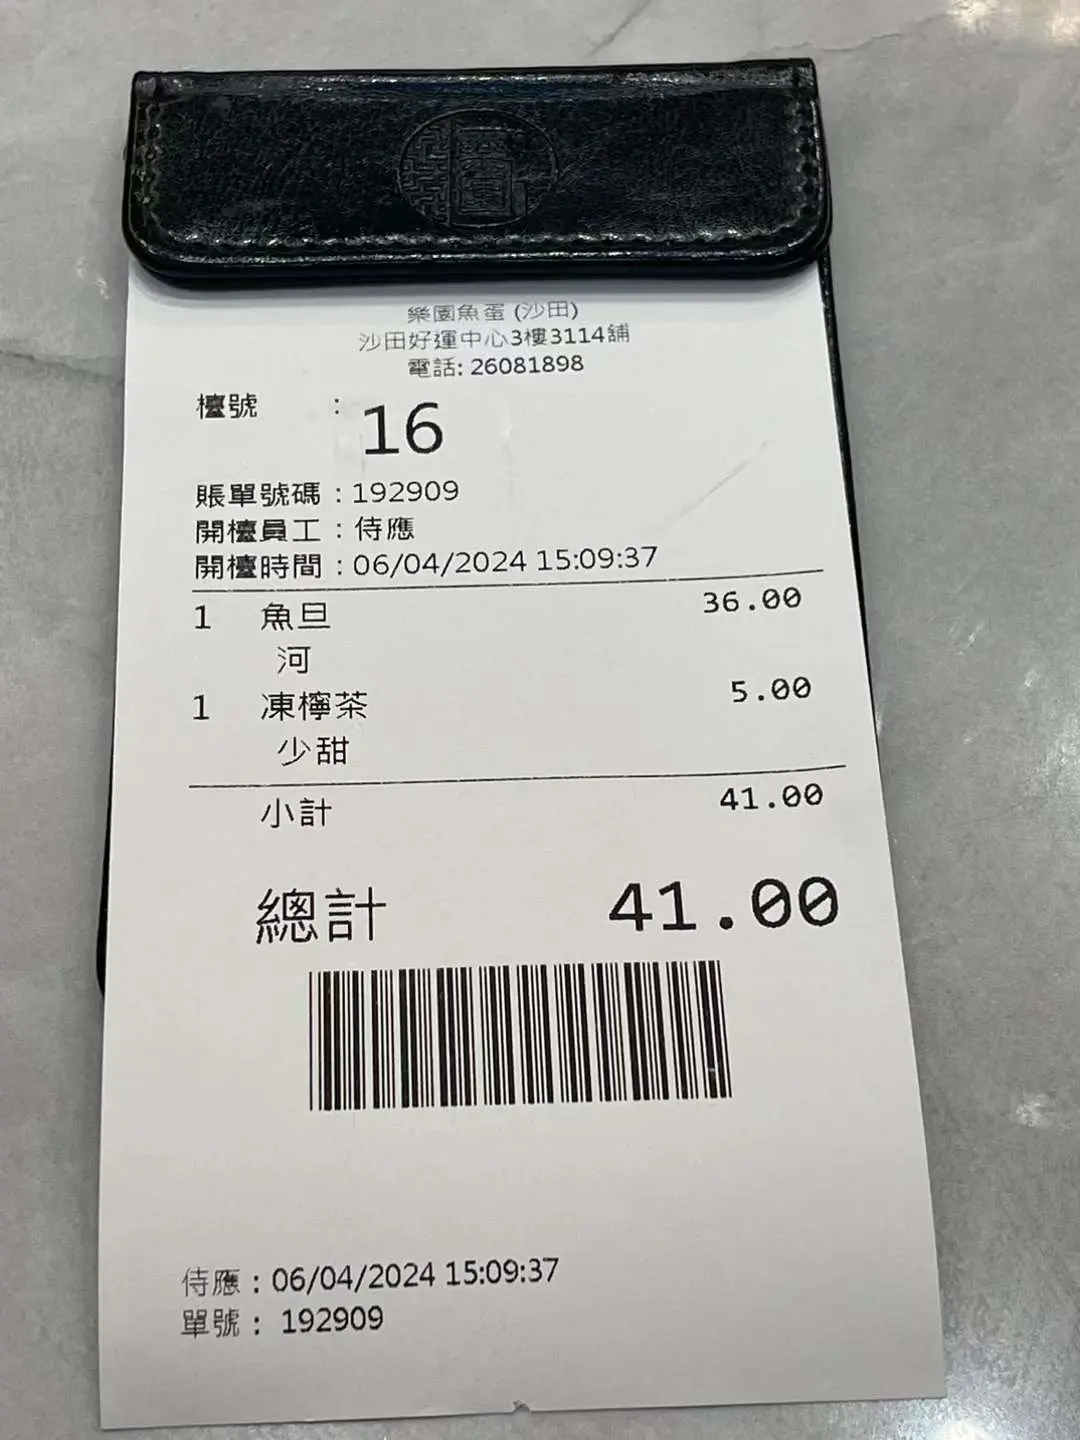 樂園
樂園魚蛋 (沙田)
沙田好運中心3樓3114舖
電話: 26081898
檯號 : 16
賬單號碼 : 192909
開檯員工 : 侍應
開檯時間 : 06/04/2024 15:09:37
1 魚旦 36.00
河
1 凍檸茶 5.00
少甜
小計 41.00
總計 41.00
侍應 : 06/04/2024 15:09:37
單號 : 192909